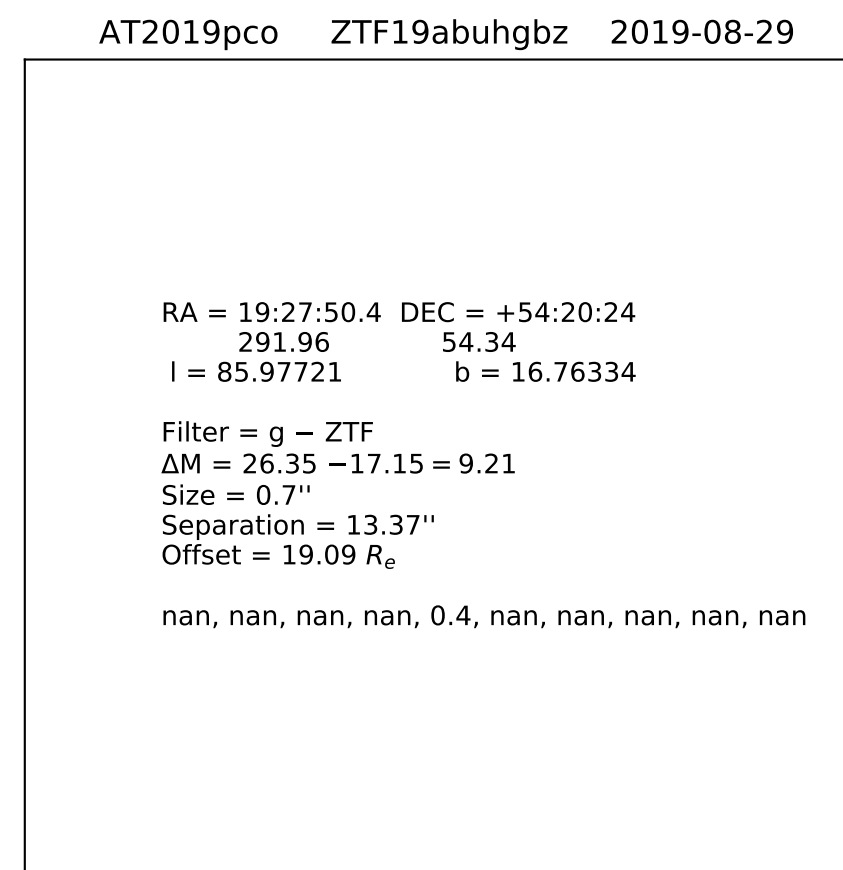 AT2019pco ZTF19abuhgbz 2019-08-29
RA = 19:27:50.4 DEC = +54:20:24
291.96 54.34
l = 85.97721 b = 16.76334
Filter = g − ZTF
ΔM = 26.35 −17.15 = 9.21
Size = 0.7''
Separation = 13.37''
Offset = 19.09 Re
nan, nan, nan, nan, 0.4, nan, nan, nan, nan, nan